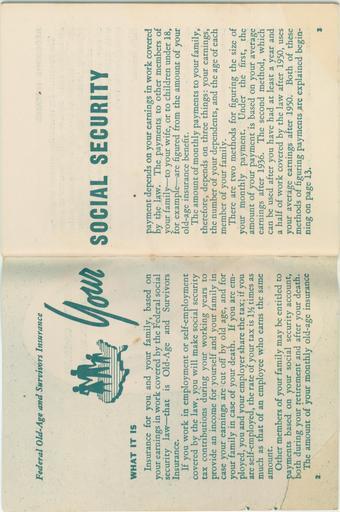 Federal Old-Age and Survivors Insurance
Your
SOCIAL SECURITY
WHAT IT IS
Insurance for you and your family, based on
your earnings in work covered by the Federal social
security law—that is Old-Age and Survivors
Insurance.
If you work in employment or self-employment
covered by the law, you will make social security
tax contributions during your working years to
provide an income for yourself and your family in
case your earnings are cut off by old age, and for
your family in case of your death. If you are em-
ployed, you and your employer share the tax; if you
are self-employed, the rate of your tax is 1½ times as
much as that of an employee who earns the same
amount.
Other members of your family may be entitled to
payments based on your social security account,
both during your retirement and after your death.
The amount of your monthly old-age insurance
2
payment depends on your earnings in work covered
by the law. The payments to other members of
your family—to your wife, or to children under 18,
for example—are figured from the amount of your
old-age insurance benefit.
The amount of monthly payments to your family,
therefore, depends on three things: your earnings,
the number of your dependents, and the age of each
member of your family.
There are two methods for figuring the size of
your monthly payment. Under the first, the
amount of your payment is based on your average
earnings after 1936. The second method, which
can be used after you have had at least a year and
a half of work covered by the law after 1950, uses
your average earnings after 1950. Both of these
methods of figuring payments are explained begin-
ning on page 13.
3